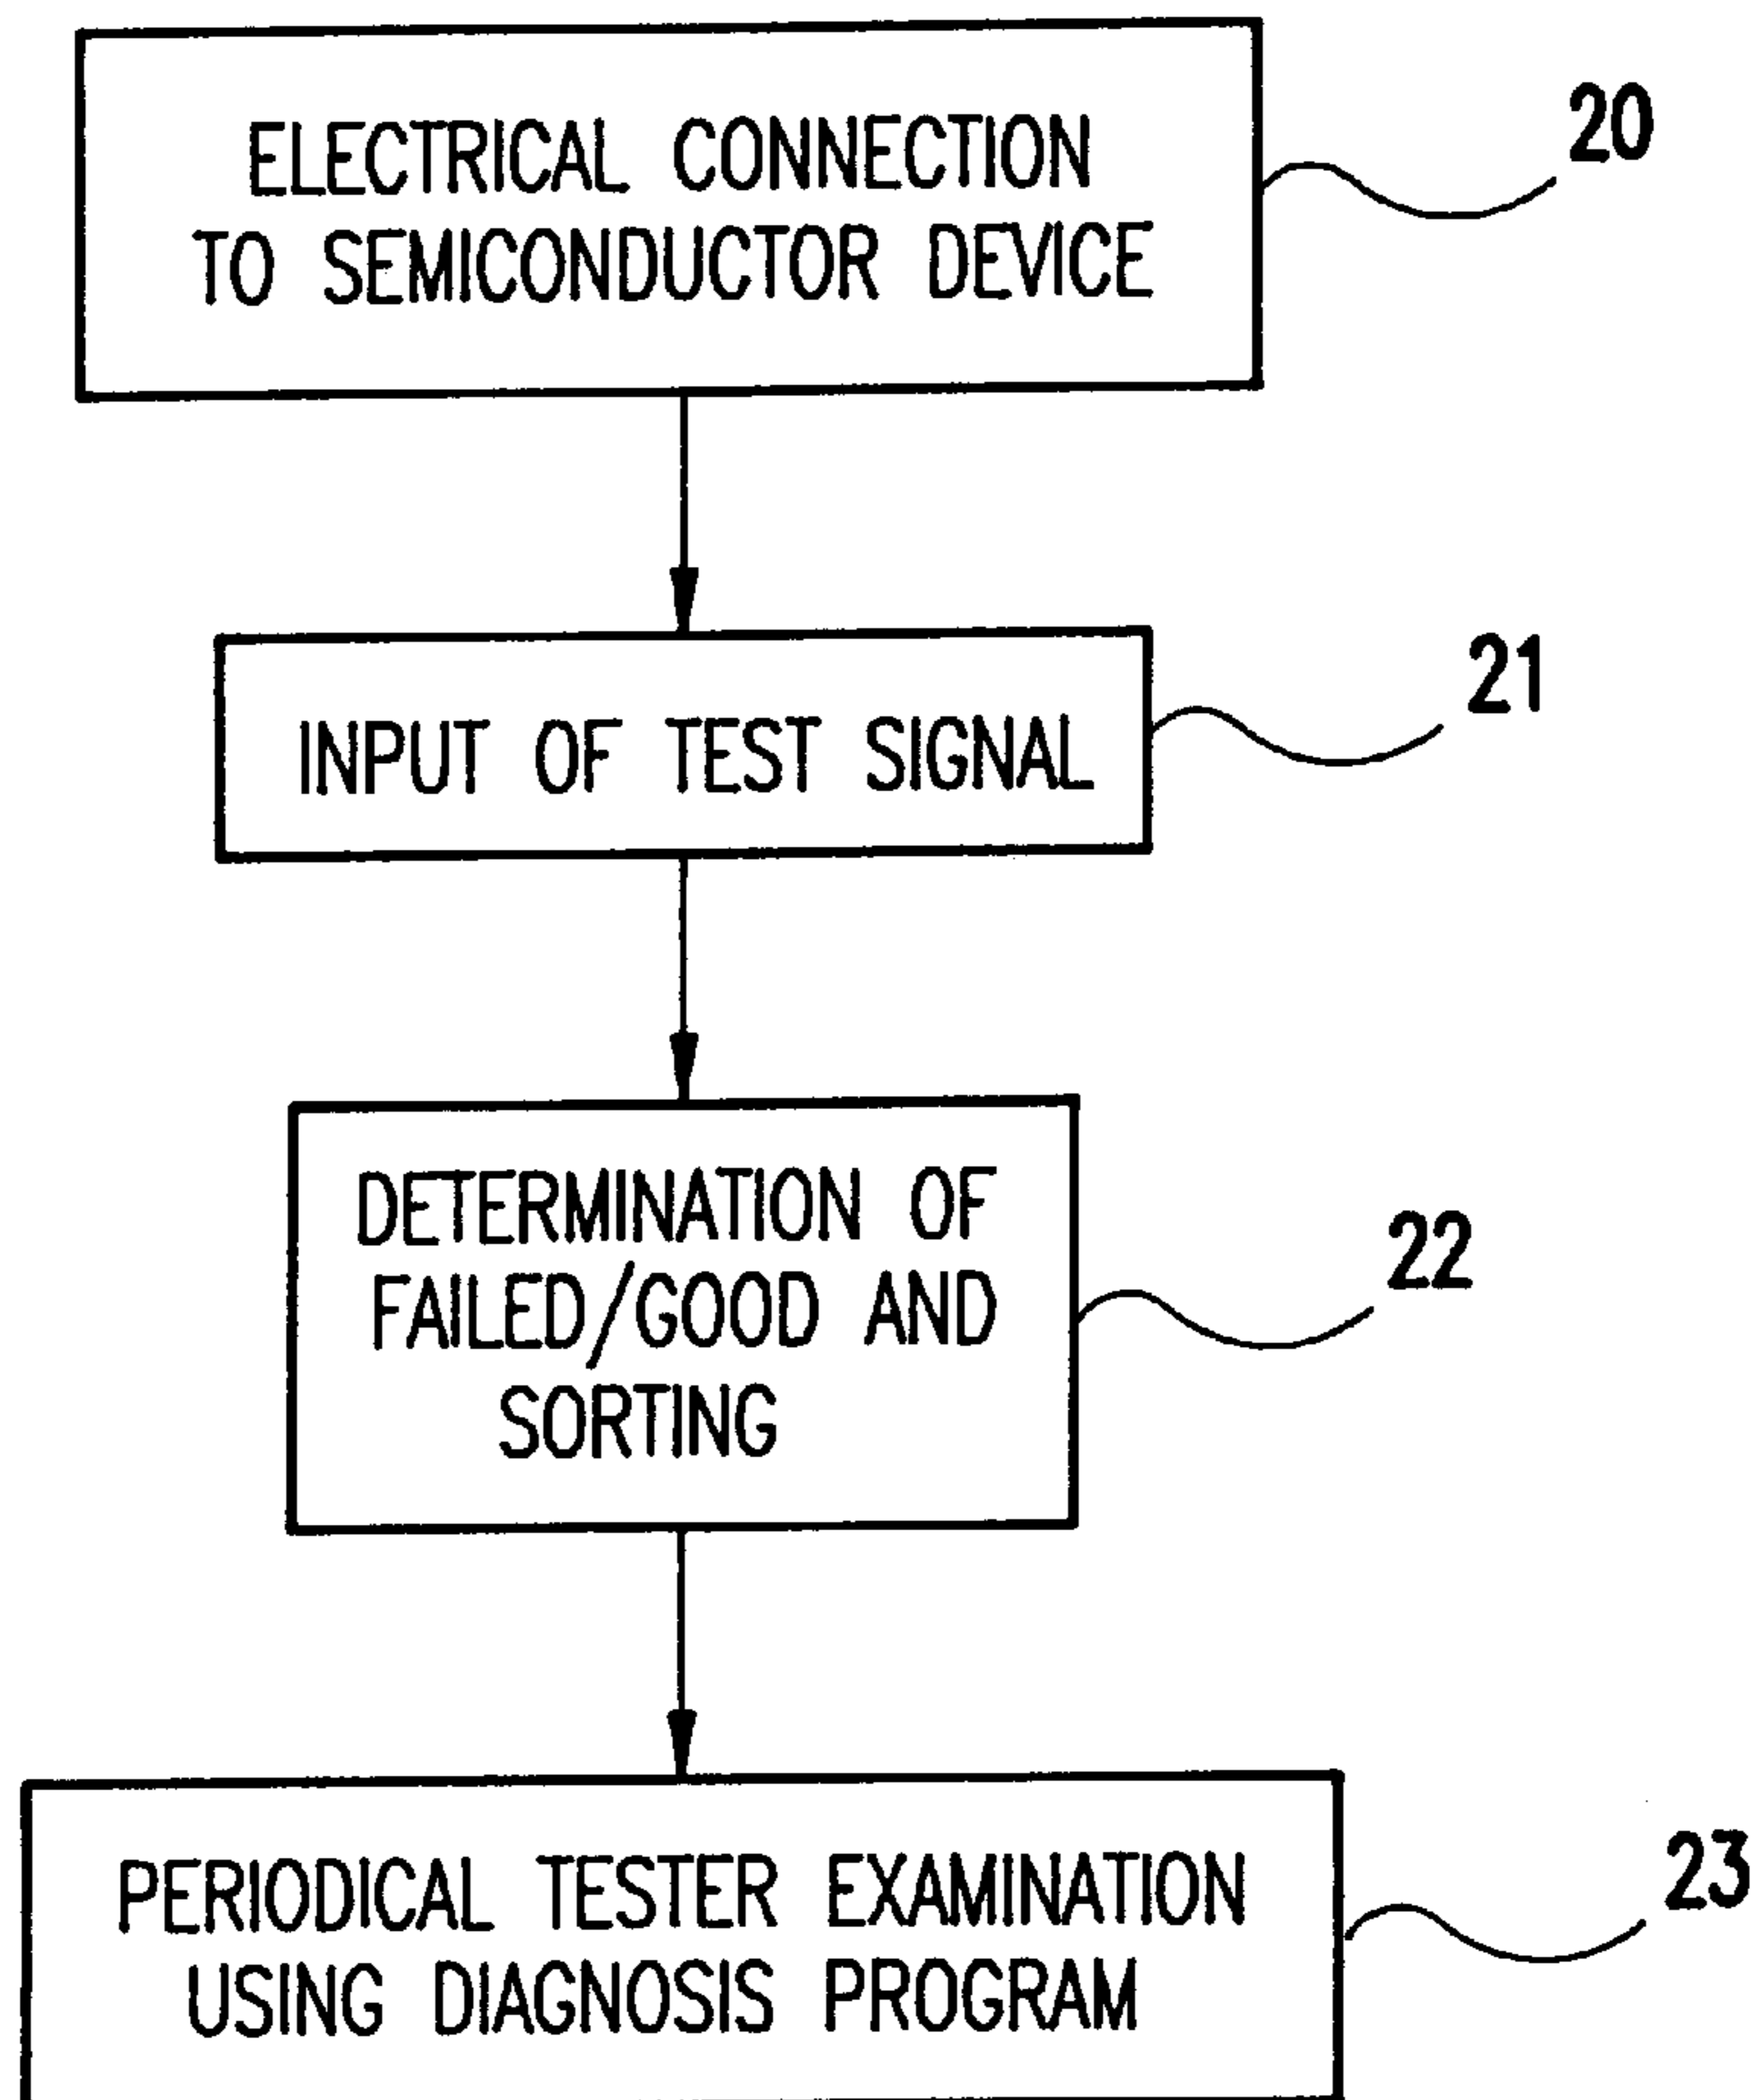 ELECTRICAL CONNECTION
TO SEMICONDUCTOR DEVICE
20
INPUT OF TEST SIGNAL
21
DETERMINATION OF
FAILED/GOOD AND
SORTING
22
PERIODICAL TESTER EXAMINATION
USING DIAGNOSIS PROGRAM
23